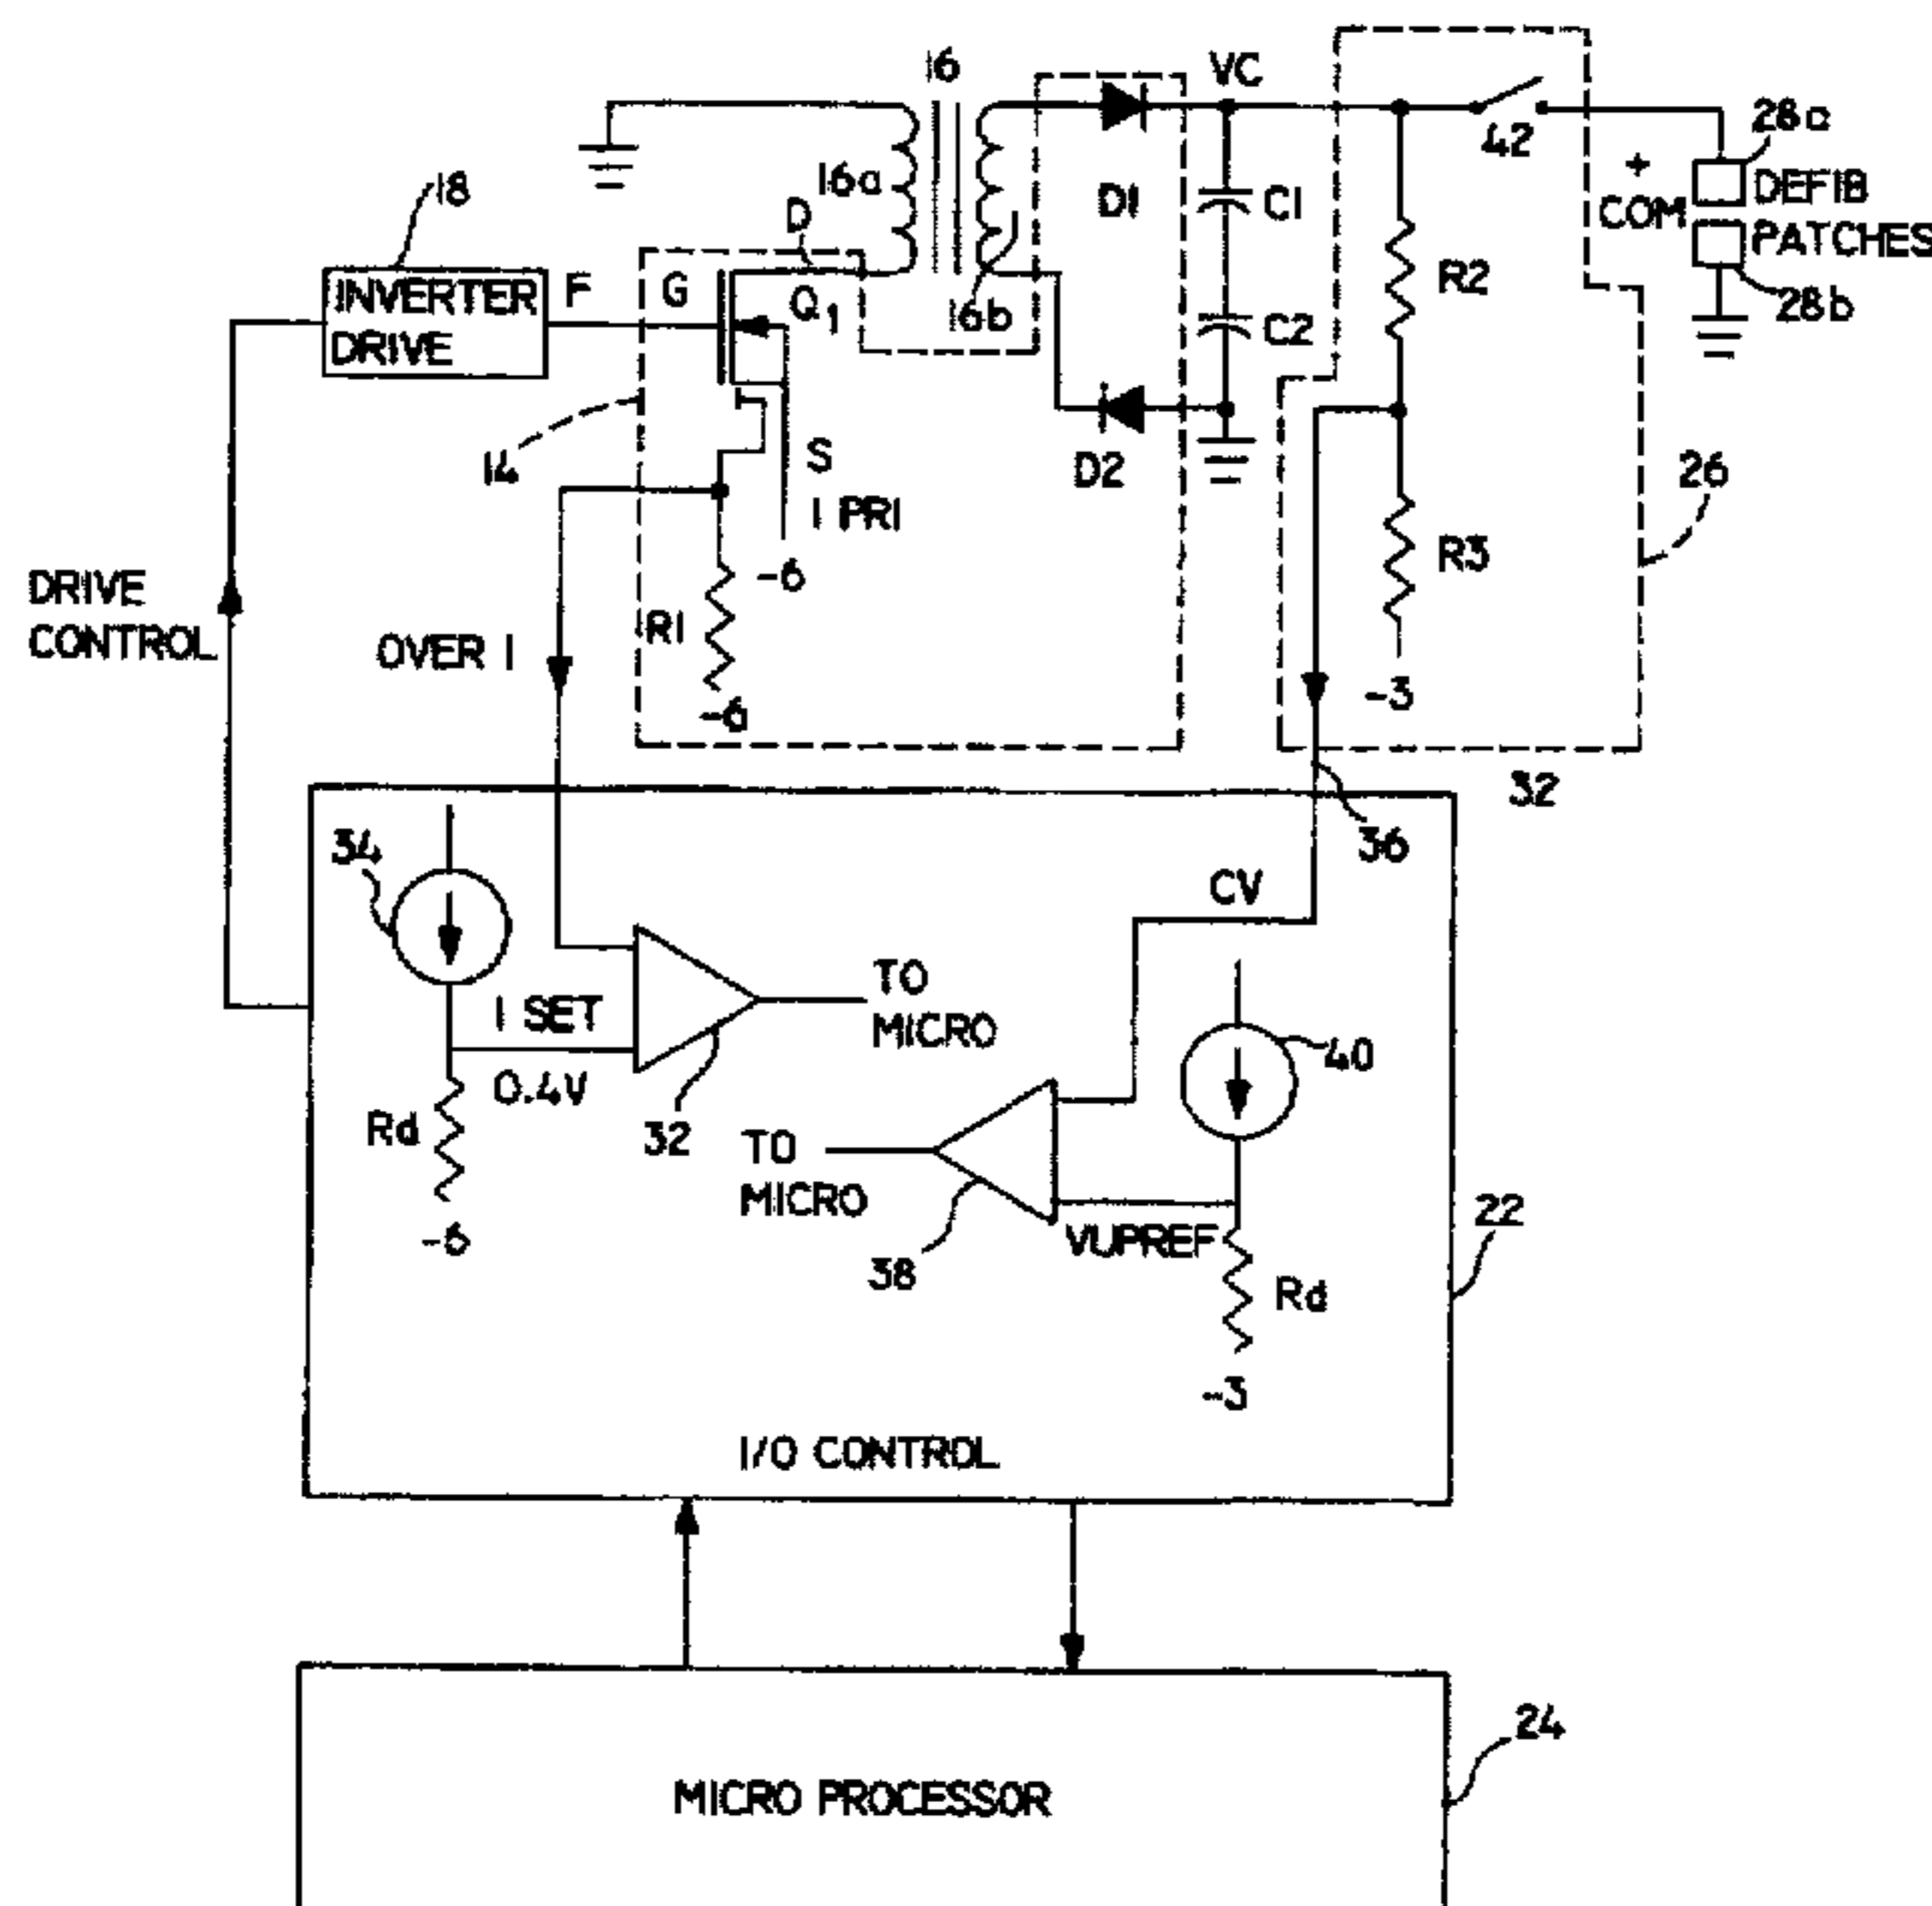 16
VC
28a
42
+
DEFIB
COM
PATCHES
28b
18
16a
D
D1
C1
INVERTER
DRIVE
F
G
Q1
16b
C2
R2
14
S
D2
26
I PRI
-6
R3
DRIVE
CONTROL
OVER I
R1
-6
-3
32
34
36
CV
I SET
TO
MICRO
0.4V
40
Rd
32
TO
MICRO
-6
38
VUPREF
22
Rd
-3
I/O CONTROL
24
MICRO PROCESSOR